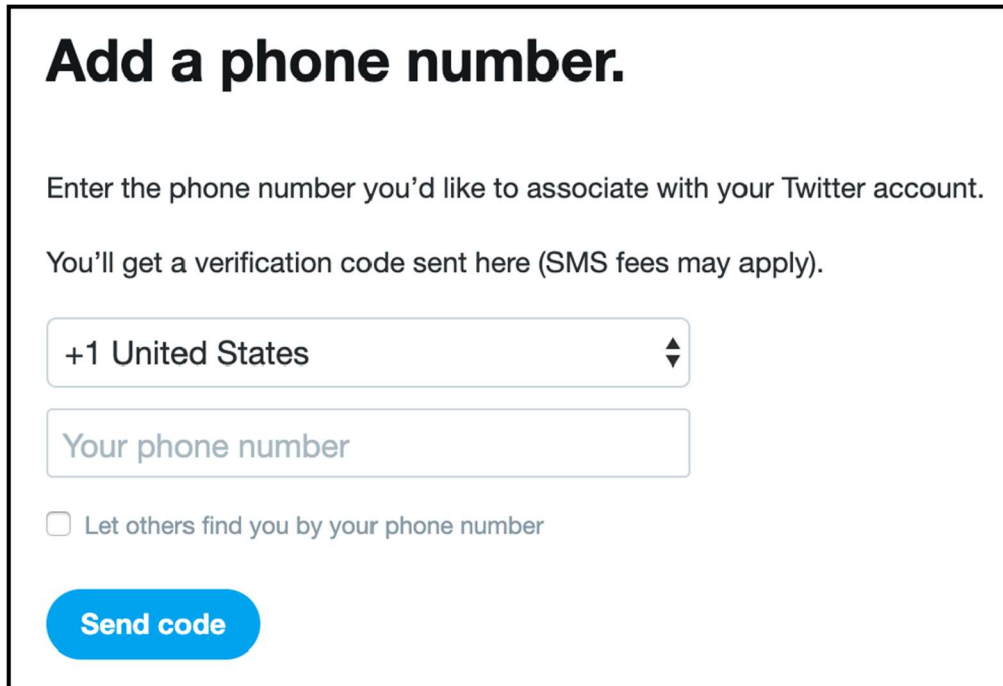 Add a phone number.
Enter the phone number you’d like to associate with your Twitter account.
You’ll get a verification code sent here (SMS fees may apply).
+1 United States
Your phone number
Let others find you by your phone number
Send code